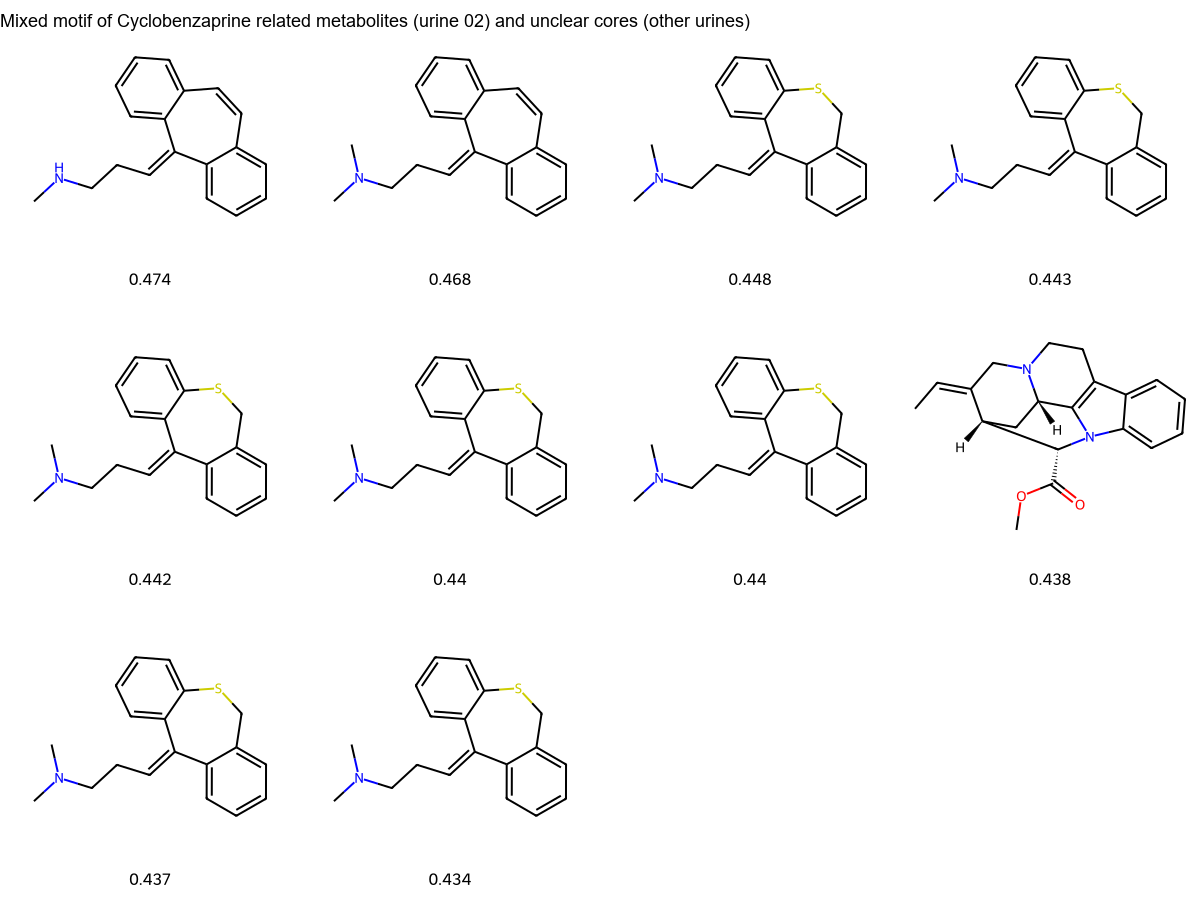 Mixed motif of Cyclobenzaprine related metabolites (urine 02) and unclear cores (other urines)
S S
H
N N N N
0.474 0.468 0.448 0.443
S S S N
H
N
H
N N N
O
O
0.442 0.44 0.44 0.438
S S
N N
0.437 0.434